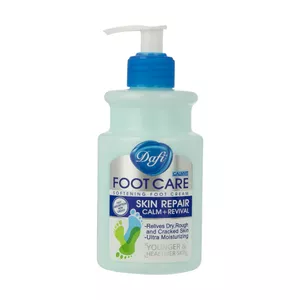 Dafi
FOOT CARE
SOFTENING FOOT CREAM
SKIN REPAIR
CALM + REVIVAL
-Relives Dry,Rough
and Cracked Skin
-Ultra Moisturizing
YOUNGER &